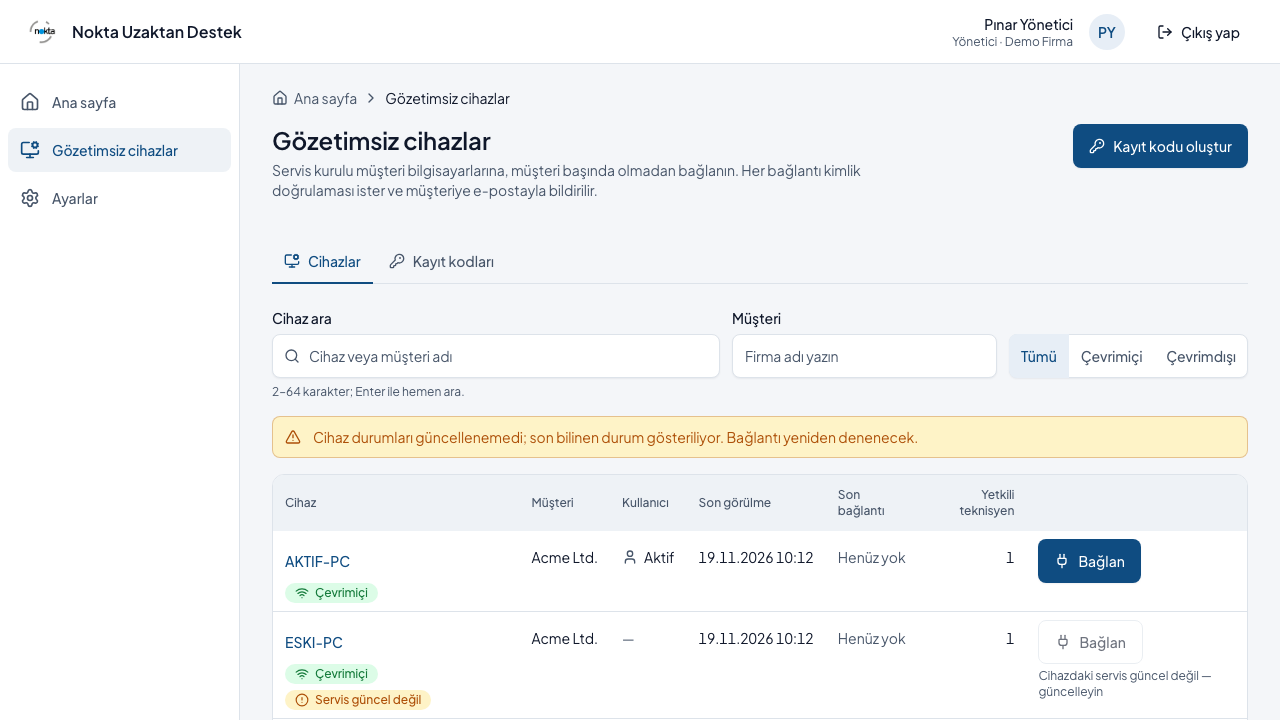 nokta
Nokta Uzaktan Destek
Pınar Yönetici
Yönetici · Demo Firma
PY
Çıkış yap
Ana sayfa
Gözetimsiz cihazlar
Ayarlar
Ana sayfa
Gözetimsiz cihazlar
Gözetimsiz cihazlar
Servis kurulu müşteri bilgisayarlarına, müşteri başında olmadan bağlanın. Her bağlantı kimlik
doğrulaması ister ve müşteriye e-postayla bildirilir.
Kayıt kodu oluştur
Cihazlar
Kayıt kodları
Cihaz ara
Müşteri
Cihaz veya müşteri adı
Firma adı yazın
Tümü
Çevrimiçi
Çevrimdışı
2–64 karakter; Enter ile hemen ara.
Cihaz durumları güncellenemedi; son bilinen durum gösteriliyor. Bağlantı yeniden denenecek.
Cihaz
Müşteri
Kullanıcı
Son görülme
Son
bağlantı
Yetkili
teknisyen
AKTIF-PC
Çevrimiçi
Acme Ltd.
Aktif
19.11.2026 10:12
Henüz yok
1
Bağlan
ESKI-PC
Çevrimiçi
Servis güncel değil
Acme Ltd.
—
19.11.2026 10:12
Henüz yok
1
Bağlan
Cihazdaki servis güncel değil —
güncelleyin